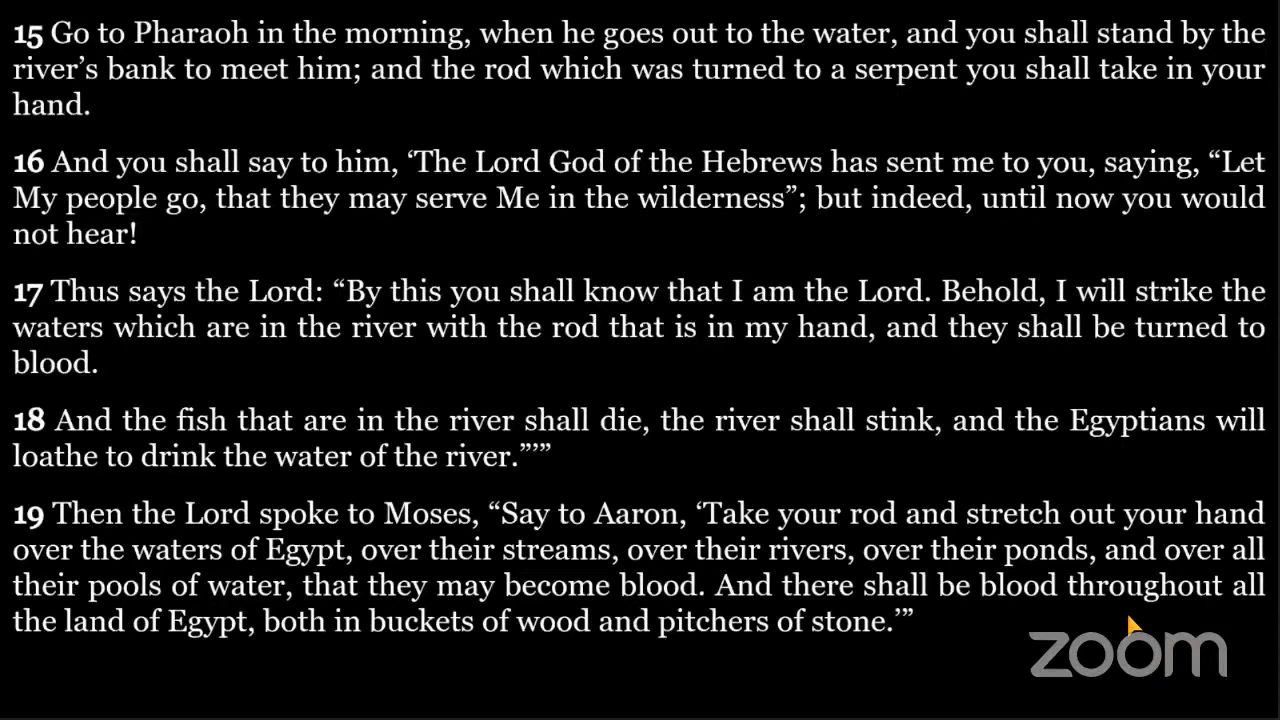 15 Go to Pharaoh in the morning, when he goes out to the water, and you shall stand by the
river’s bank to meet him; and the rod which was turned to a serpent you shall take in your
hand.
16 And you shall say to him, ‘The Lord God of the Hebrews has sent me to you, saying, “Let
My people go, that they may serve Me in the wilderness”; but indeed, until now you would
not hear!
17 Thus says the Lord: “By this you shall know that I am the Lord. Behold, I will strike the
waters which are in the river with the rod that is in my hand, and they shall be turned to
blood.
18 And the fish that are in the river shall die, the river shall stink, and the Egyptians will
loathe to drink the water of the river.”’”
19 Then the Lord spoke to Moses, “Say to Aaron, ‘Take your rod and stretch out your hand
over the waters of Egypt, over their streams, over their rivers, over their ponds, and over all
their pools of water, that they may become blood. And there shall be blood throughout all
the land of Egypt, both in buckets of wood and pitchers of stone.’”
zoom